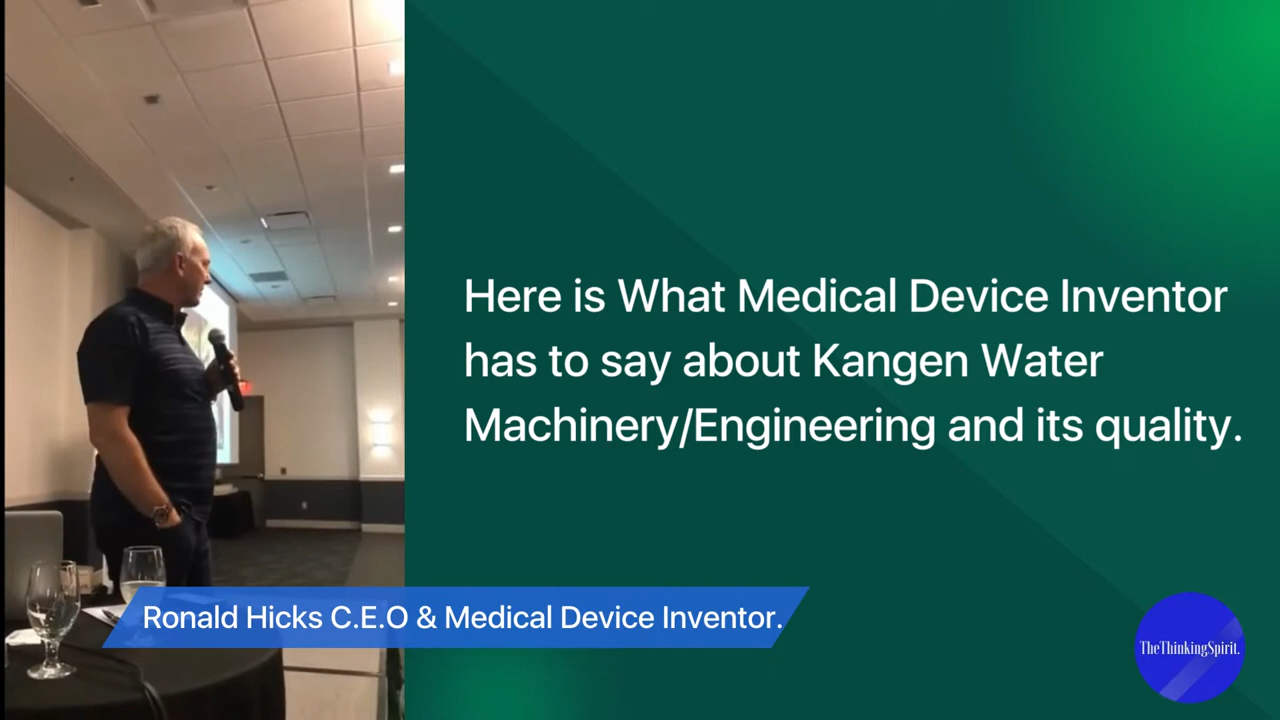 Here is What Medical Device Inventor
has to say about Kangen Water
Machinery/Engineering and its quality.
Ronald Hicks C.E.O & Medical Device Inventor.
TheThinkingSpirit.